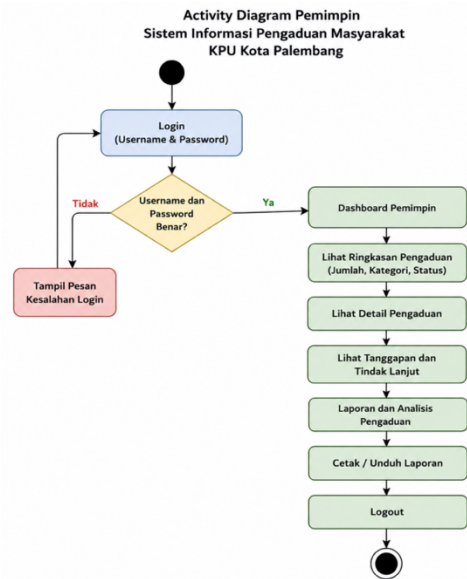 Activity Diagram Pemimpin
Sistem Informasi Pengaduan Masyarakat
KPU Kota Palembang
Login
(Username & Password)
Username dan
Password
Benar?
Tidak
Ya
Tampil Pesan
Kesalahan Login
Dashboard Pemimpin
Lihat Ringkasan Pengaduan
(Jumlah, Kategori, Status)
Lihat Detail Pengaduan
Lihat Tanggapan dan
Tindak Lanjut
Laporan dan Analisis
Pengaduan
Cetak / Unduh Laporan
Logout